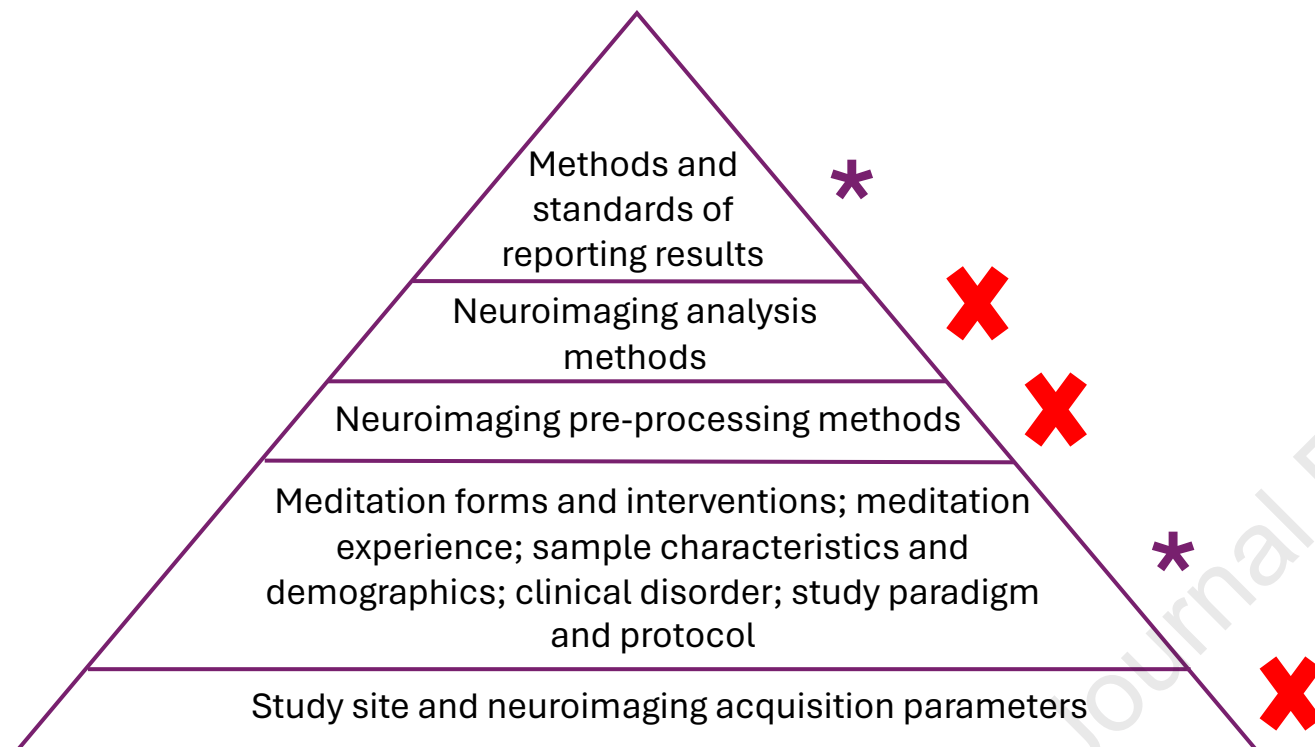 Methods and
standards of
reporting results
*
Neuroimaging analysis
methods
Neuroimaging pre-processing methods
Meditation forms and interventions; meditation
experience; sample characteristics and
demographics; clinical disorder; study paradigm
and protocol
*
Study site and neuroimaging acquisition parameters
Journal